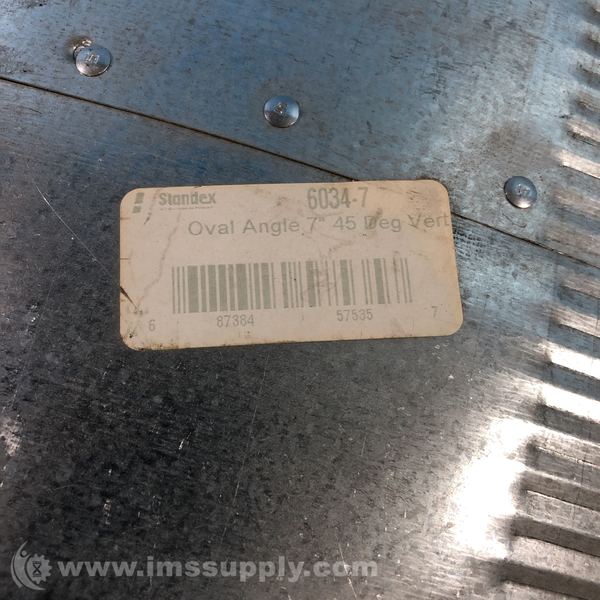 Standex
6034-7
Oval Angle 7" 45 Deg Vert
6 87384 57535 7
www.imssupply.com